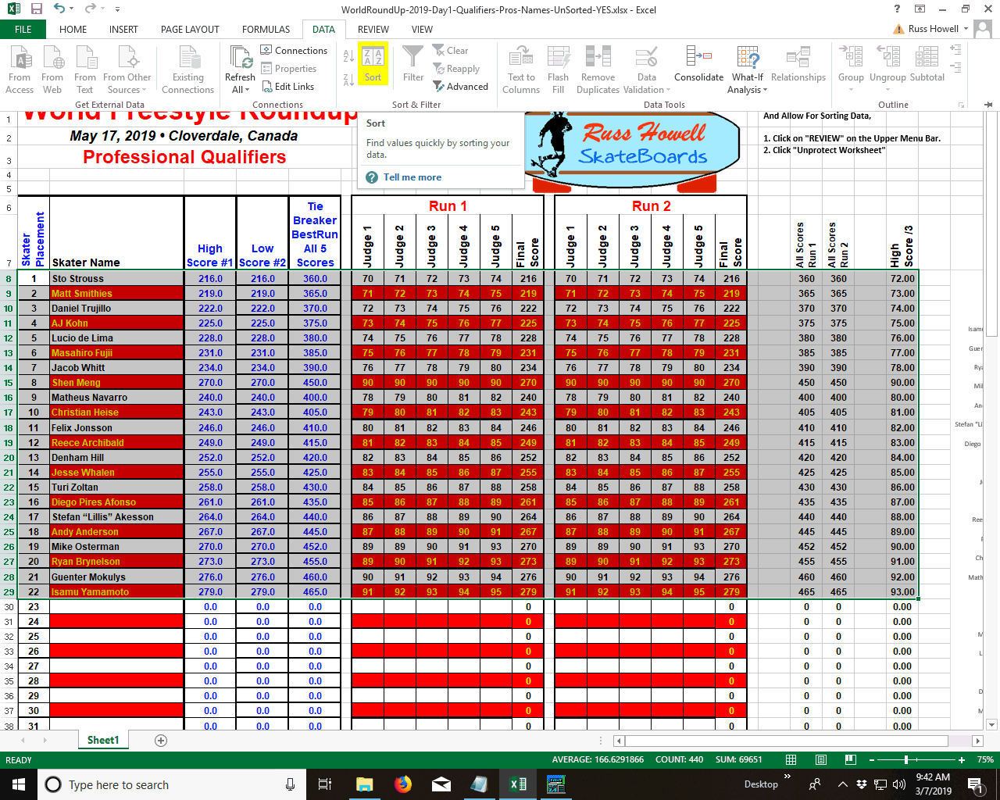 WorldRoundUp-2019-Day1-Qualifiers-Pros-Names-UnSorted-YES.xlsx - Excel
FILE HOME INSERT PAGE LAYOUT FORMULAS DATA REVIEW VIEW Russ Howell
From Access
From Web
From Text
From Other Sources
Existing Connections
Refresh All
Connections
Properties
Edit Links
Sort
Filter
Clear
Reapply
Advanced
Text to Columns
Flash Fill
Remove Duplicates
Data Validation
Consolidate
What-If Analysis
Relationships
Group
Ungroup
Subtotal
Get External Data Connections Sort & Filter Data Tools Outline
World Freestyle Roundup
May 17, 2019 • Cloverdale, Canada
Professional Qualifiers
Sort
Find values quickly by sorting your
data.
Tell me more
Russ Howell
SkateBoards
And Allow For Sorting Data,
1. Click on "REVIEW" on the Upper Menu Bar.
2. Click "Unprotect Worksheet"
1
2
3
4
5
6 Run 1 Run 2
7 Skater Placement Skater Name High Score #1 Low Score #2 Tie Breaker BestRun All 5 Scores Judge 1 Judge 2 Judge 3 Judge 4 Judge 5 Final Score Judge 1 Judge 2 Judge 3 Judge 4 Judge 5 Final Score All Scores Run 1 All Scores Run 2 High Score /3
8 1 Sto Strouss 216.0 216.0 360.0 70 71 72 73 74 216 70 71 72 73 74 216 360 360 72.00
9 2 Matt Smithies 219.0 219.0 365.0 71 72 73 74 75 219 71 72 73 74 75 219 365 365 73.00
10 3 Daniel Trujillo 222.0 222.0 370.0 72 73 74 75 76 222 72 73 74 75 76 222 370 370 74.00
11 4 AJ Kohn 225.0 225.0 375.0 73 74 75 76 77 225 73 74 75 76 77 225 375 375 75.00
12 5 Lucio de Lima 228.0 228.0 380.0 74 75 76 77 78 228 74 75 76 77 78 228 380 380 76.00
13 6 Masahiro Fujii 231.0 231.0 385.0 75 76 77 78 79 231 75 76 77 78 79 231 385 385 77.00
14 7 Jacob Whitt 234.0 234.0 390.0 76 77 78 79 80 234 76 77 78 79 80 234 390 390 78.00
15 8 Shen Meng 270.0 270.0 450.0 90 90 90 90 90 270 90 90 90 90 90 270 450 450 90.00
16 9 Matheus Navarro 240.0 240.0 400.0 78 79 80 81 82 240 78 79 80 81 82 240 400 400 80.00
17 10 Christian Heise 243.0 243.0 405.0 79 80 81 82 83 243 79 80 81 82 83 243 405 405 81.00
18 11 Felix Jonsson 246.0 246.0 410.0 80 81 82 83 84 246 80 81 82 83 84 246 410 410 82.00
19 12 Reece Archibald 249.0 249.0 415.0 81 82 83 84 85 249 81 82 83 84 85 249 415 415 83.00
20 13 Denham Hill 252.0 252.0 420.0 82 83 84 85 86 252 82 83 84 85 86 252 420 420 84.00
21 14 Jesse Whalen 255.0 255.0 425.0 83 84 85 86 87 255 83 84 85 86 87 255 425 425 85.00
22 15 Turi Zoltan 258.0 258.0 430.0 84 85 86 87 88 258 84 85 86 87 88 258 430 430 86.00
23 16 Diego Pires Afonso 261.0 261.0 435.0 85 86 87 88 89 261 85 86 87 88 89 261 435 435 87.00
24 17 Stefan “Lillis” Akesson 264.0 264.0 440.0 86 87 88 89 90 264 86 87 88 89 90 264 440 440 88.00
25 18 Andy Anderson 267.0 267.0 445.0 87 88 89 90 91 267 87 88 89 90 91 267 445 445 89.00
26 19 Mike Osterman 270.0 270.0 452.0 89 89 90 91 93 270 89 89 90 91 93 270 452 452 90.00
27 20 Ryan Brynelson 273.0 273.0 455.0 89 90 91 92 93 273 89 90 91 92 93 273 455 455 91.00
28 21 Guenter Mokulys 276.0 276.0 460.0 90 91 92 93 94 276 90 91 92 93 94 276 460 460 92.00
29 22 Isamu Yamamoto 279.0 279.0 465.0 91 92 93 94 95 279 91 92 93 94 95 279 465 465 93.00
30 23 0.0 0.0 0.0 0 0 0 0 0.00
31 24 0.0 0.0 0.0 0 0 0 0 0.00
32 25 0.0 0.0 0.0 0 0 0 0 0.00
33 26 0.0 0.0 0.0 0 0 0 0 0.00
34 27 0.0 0.0 0.0 0 0 0 0 0.00
35 28 0.0 0.0 0.0 0 0 0 0 0.00
36 29 0.0 0.0 0.0 0 0 0 0 0.00
37 30 0.0 0.0 0.0 0 0 0 0 0.00
38 31 0.0 0.0 0.0 0 0 0 0 0.00
Isam
Guer
Ry
Mi
An
Stefan “Li
Diego
J
Ree
Ch
Math
M
L
D
M
Sheet1
READY AVERAGE: 166.6291866 COUNT: 440 SUM: 69651 75%
Type here to search
Desktop
9:42 AM
3/7/2019
1